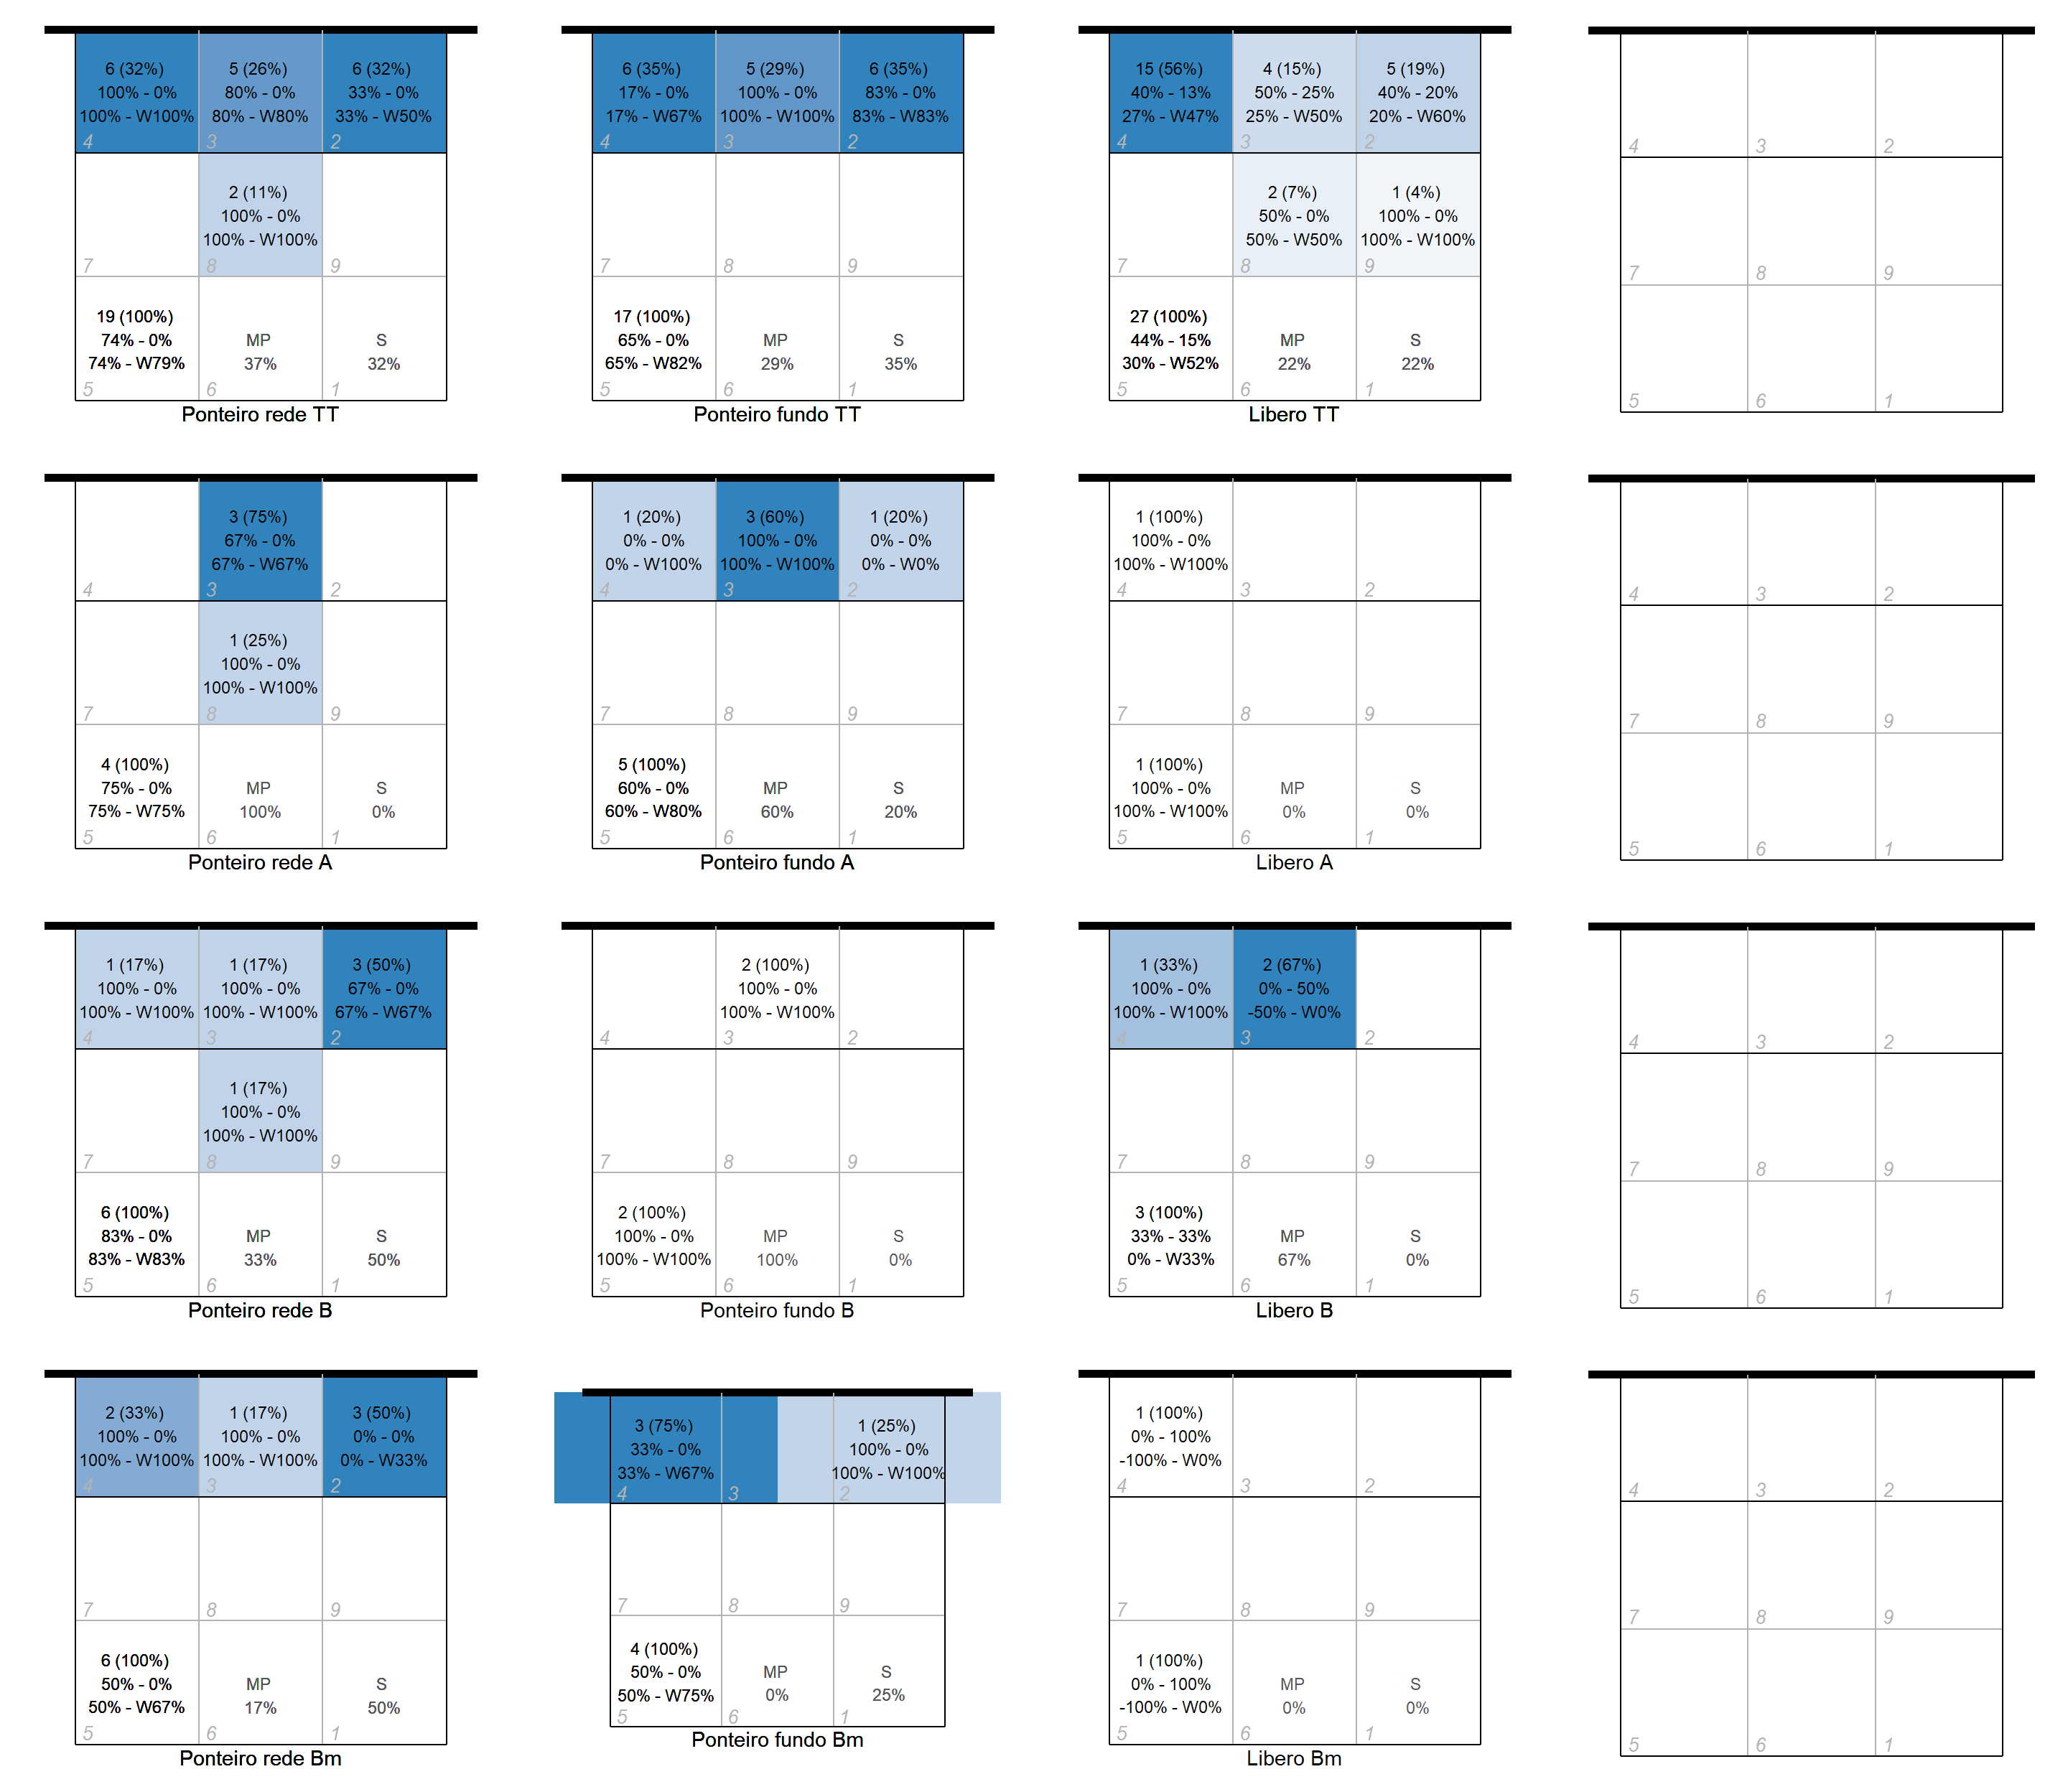 6 (32%)
100% - 0%
100% - W100%
4
5 (26%)
80% - 0%
80% - W80%
3
6 (32%)
33% - 0%
33% - W50%
2
7
2 (11%)
100% - 0%
100% - W100%
8
9
19 (100%)
74% - 0%
74% - W79%
5
MP
37%
6
S
32%
1
Ponteiro rede TT
6 (35%)
17% - 0%
17% - W67%
4
5 (29%)
100% - 0%
100% - W100%
3
6 (35%)
83% - 0%
83% - W83%
2
7
8
9
17 (100%)
65% - 0%
65% - W82%
5
MP
29%
6
S
35%
1
Ponteiro fundo TT
15 (56%)
40% - 13%
27% - W47%
4
4 (15%)
50% - 25%
25% - W50%
3
5 (19%)
40% - 20%
20% - W60%
2
7
2 (7%)
50% - 0%
50% - W50%
8
1 (4%)
100% - 0%
100% - W100%
9
27 (100%)
44% - 15%
30% - W52%
5
MP
22%
6
S
22%
1
Libero TT
4
3
2
7
8
9
5
6
1
4
3 (75%)
67% - 0%
67% - W67%
3
2
7
1 (25%)
100% - 0%
100% - W100%
8
9
4 (100%)
75% - 0%
75% - W75%
5
MP
100%
6
S
0%
1
Ponteiro rede A
1 (20%)
0% - 0%
0% - W100%
4
3 (60%)
100% - 0%
100% - W100%
3
1 (20%)
0% - 0%
0% - W0%
2
7
8
9
5 (100%)
60% - 0%
60% - W80%
5
MP
60%
6
S
20%
1
Ponteiro fundo A
1 (100%)
100% - 0%
100% - W100%
4
3
2
7
8
9
1 (100%)
100% - 0%
100% - W100%
5
MP
0%
6
S
0%
1
Libero A
4
3
2
7
8
9
5
6
1
1 (17%)
100% - 0%
100% - W100%
4
1 (17%)
100% - 0%
100% - W100%
3
3 (50%)
67% - 0%
67% - W67%
2
7
1 (17%)
100% - 0%
100% - W100%
8
9
6 (100%)
83% - 0%
83% - W83%
5
MP
33%
6
S
50%
1
Ponteiro rede B
4
2 (100%)
100% - 0%
100% - W100%
3
2
7
8
9
2 (100%)
100% - 0%
100% - W100%
5
MP
100%
6
S
0%
1
Ponteiro fundo B
1 (33%)
100% - 0%
100% - W100%
4
2 (67%)
0% - 50%
-50% - W0%
3
2
7
8
9
3 (100%)
33% - 33%
0% - W33%
5
MP
67%
6
S
0%
1
Libero B
4
3
2
7
8
9
5
6
1
2 (33%)
100% - 0%
100% - W100%
4
1 (17%)
100% - 0%
100% - W100%
3
3 (50%)
0% - 0%
0% - W33%
2
7
8
9
6 (100%)
50% - 0%
50% - W67%
5
MP
17%
6
S
50%
1
Ponteiro rede Bm
3 (75%)
33% - 0%
33% - W67%
4
3
1 (25%)
100% - 0%
100% - W100%
2
7
8
9
4 (100%)
50% - 0%
50% - W75%
5
MP
0%
6
S
25%
1
Ponteiro fundo Bm
1 (100%)
0% - 100%
-100% - W0%
4
3
2
7
8
9
1 (100%)
0% - 100%
-100% - W0%
5
MP
0%
6
S
0%
1
Libero Bm
4
3
2
7
8
9
5
6
1